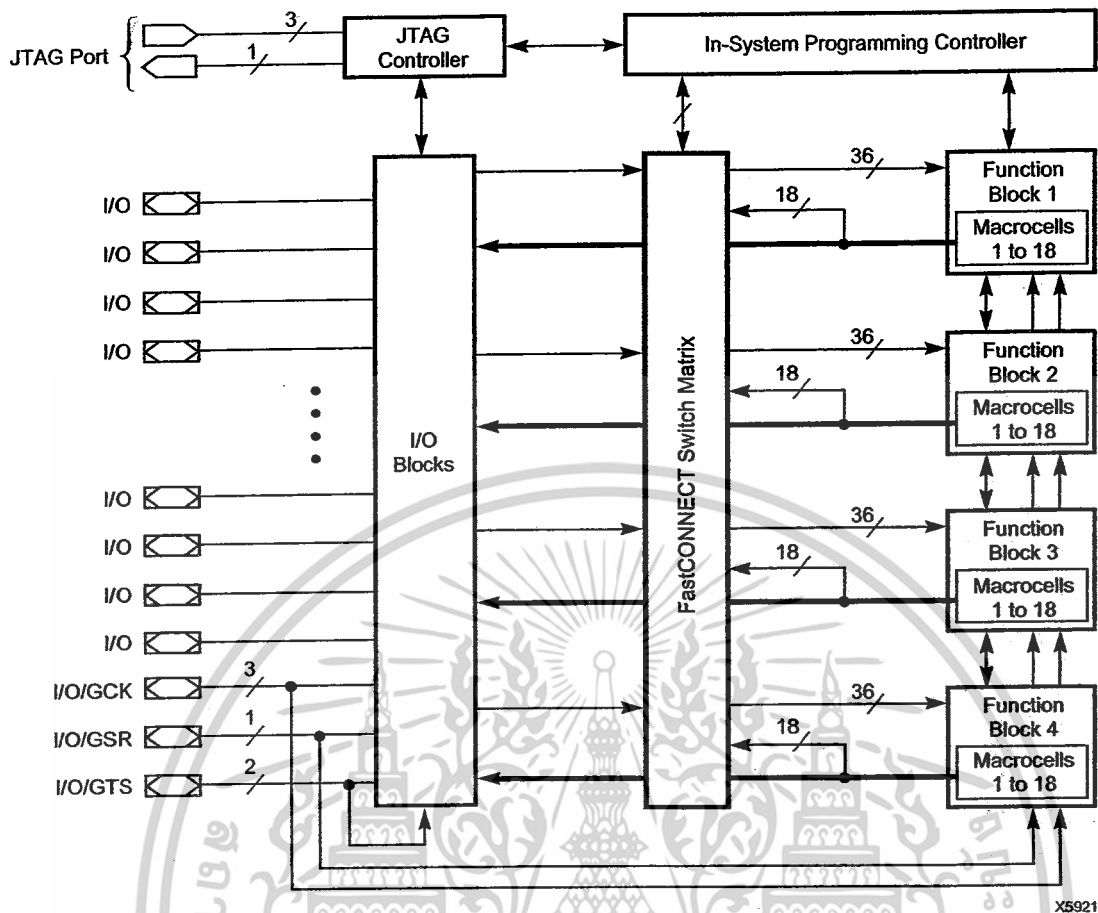 JTAG Port
3
1
JTAG
Controller
In-System Programming Controller
I/O
I/O
I/O
I/O
I/O
I/O
I/O
I/O
I/O/GCK
3
I/O/GSR
1
I/O/GTS
2
I/O
Blocks
FastCONNECT Switch Matrix
36
18
Function
Block 1
Macrocells
1 to 18
36
18
Function
Block 2
Macrocells
1 to 18
36
18
Function
Block 3
Macrocells
1 to 18
36
18
Function
Block 4
Macrocells
1 to 18
X5921